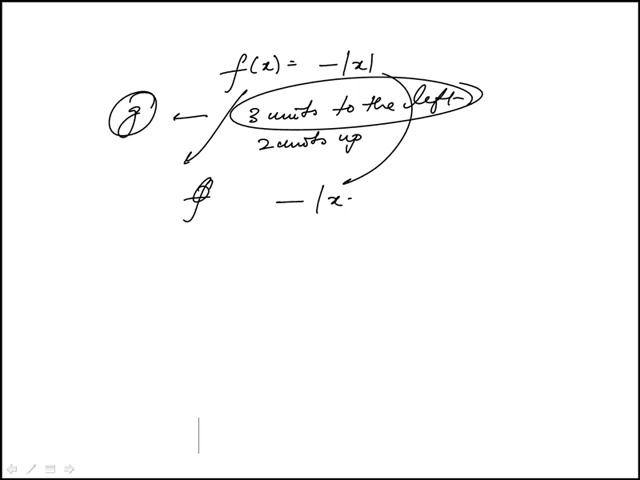 f(x) = -|x|
g ← 3 units to the left
2 units up
f -|x-